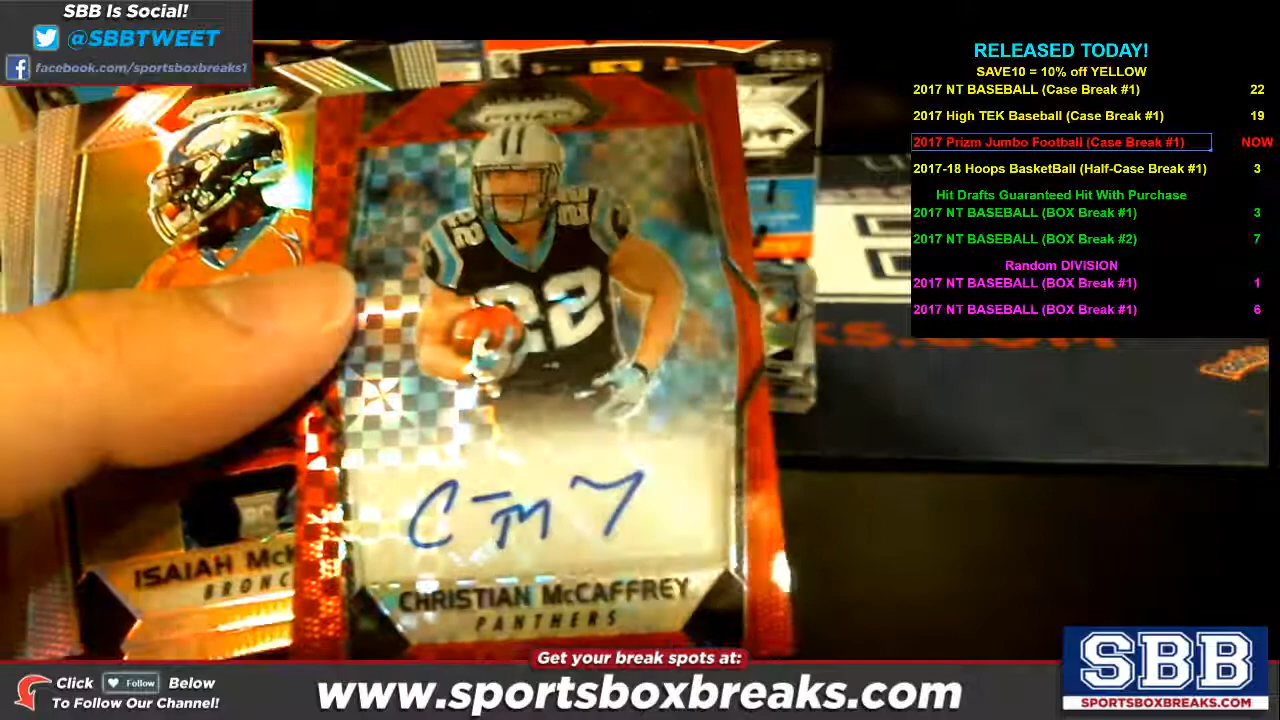 SBB Is Social!
@SBBTWEET
facebook.com/sportsboxbreaks1
RELEASED TODAY!
SAVE10 = 10% off YELLOW
2017 NT BASEBALL (Case Break #1) 22
2017 High TEK Baseball (Case Break #1) 19
2017 Prizm Jumbo Football (Case Break #1) NOW
2017-18 Hoops BasketBall (Half-Case Break #1) 3
Hit Drafts Guaranteed Hit With Purchase
2017 NT BASEBALL (BOX Break #1) 3
2017 NT BASEBALL (BOX Break #2) 7
Random DIVISION
2017 NT BASEBALL (BOX Break #1) 1
2017 NT BASEBALL (BOX Break #1) 6
PRIZM
22
22
22
ISAIAH
CHRISTIAN McCAFFREY
PANTHERS
Get your break spots at:
Click Follow Below
To Follow Our Channel!
www.sportsboxbreaks.com
SBB
SPORTSBOXBREAKS.COM